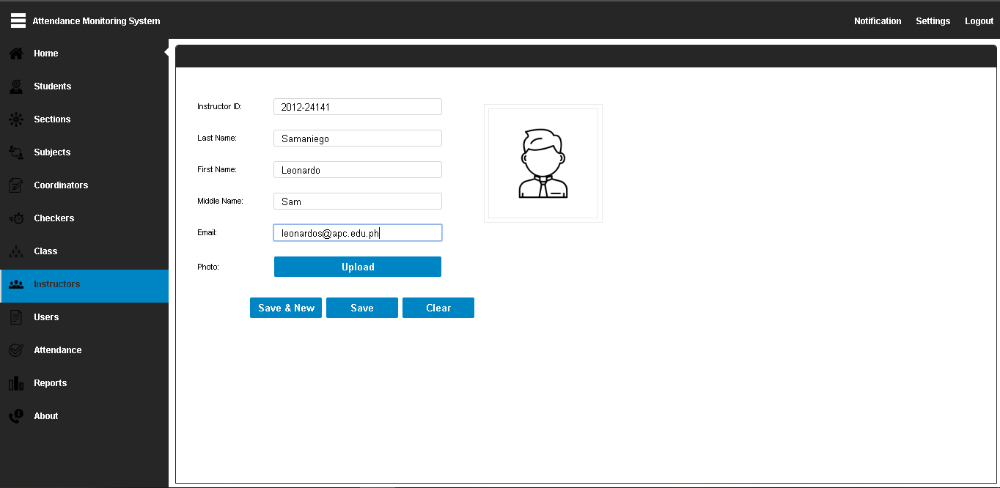 Attendance Monitoring System
Notification Settings Logout
Home
Students
Sections
Subjects
Coordinators
Checkers
Class
Instructors
Users
Attendance
Reports
About
Instructor ID: 2012-24141
Last Name: Samaniego
First Name: Leonardo
Middle Name: Sam
Email: leonardos@apc.edu.ph
Photo: Upload
Save & New Save Clear